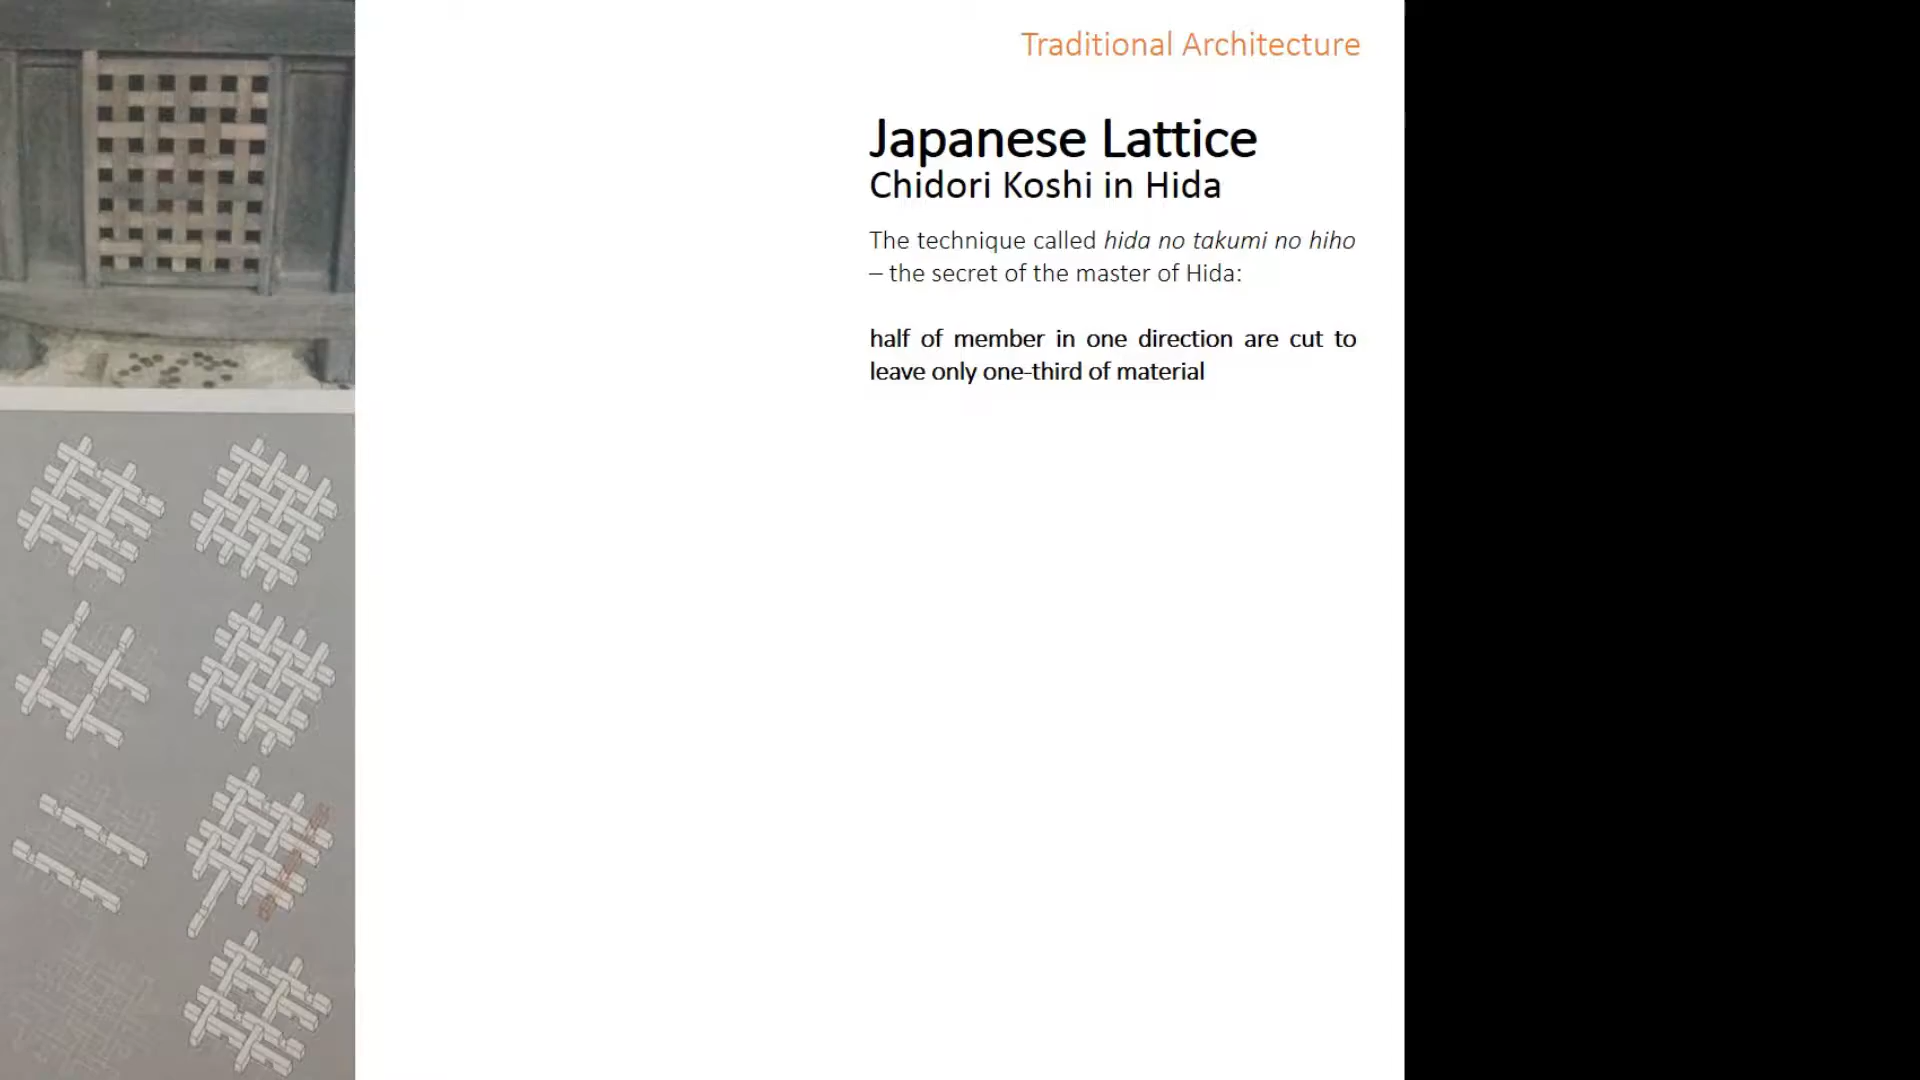 Traditional Architecture
Japanese Lattice
Chidori Koshi in Hida
The technique called hida no takumi no hiho
– the secret of the master of Hida:
half of member in one direction are cut to
leave only one-third of material